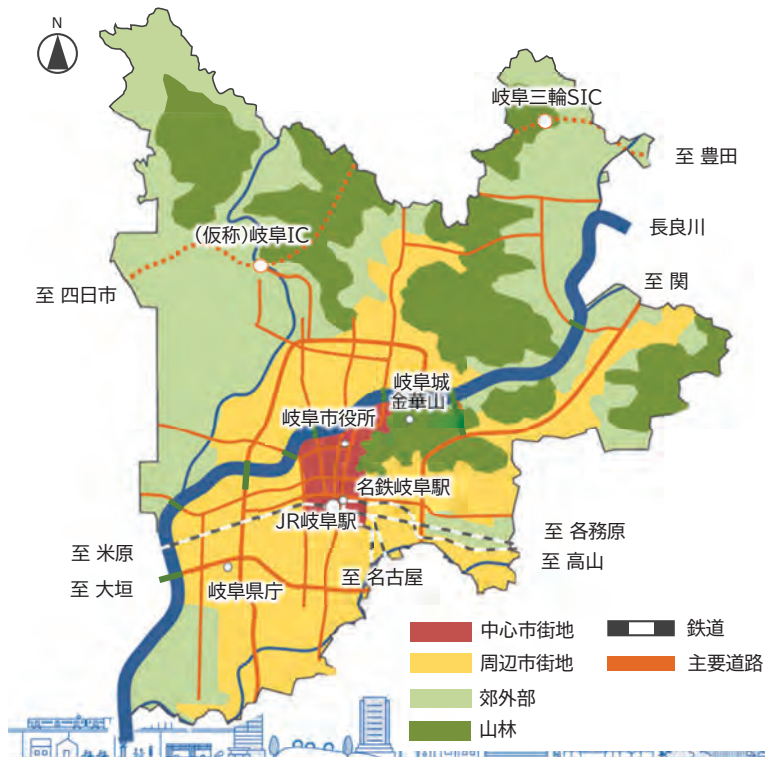 N
岐阜三輪SIC
至 豊田
長良川
(仮称)岐阜IC
至 関
至 四日市
岐阜城
金華山
岐阜市役所
名鉄岐阜駅
JR岐阜駅
至 各務原
至 米原
至 高山
至 名古屋
至 大垣
岐阜県庁
中心市街地
鉄道
周辺市街地
主要道路
郊外部
山林